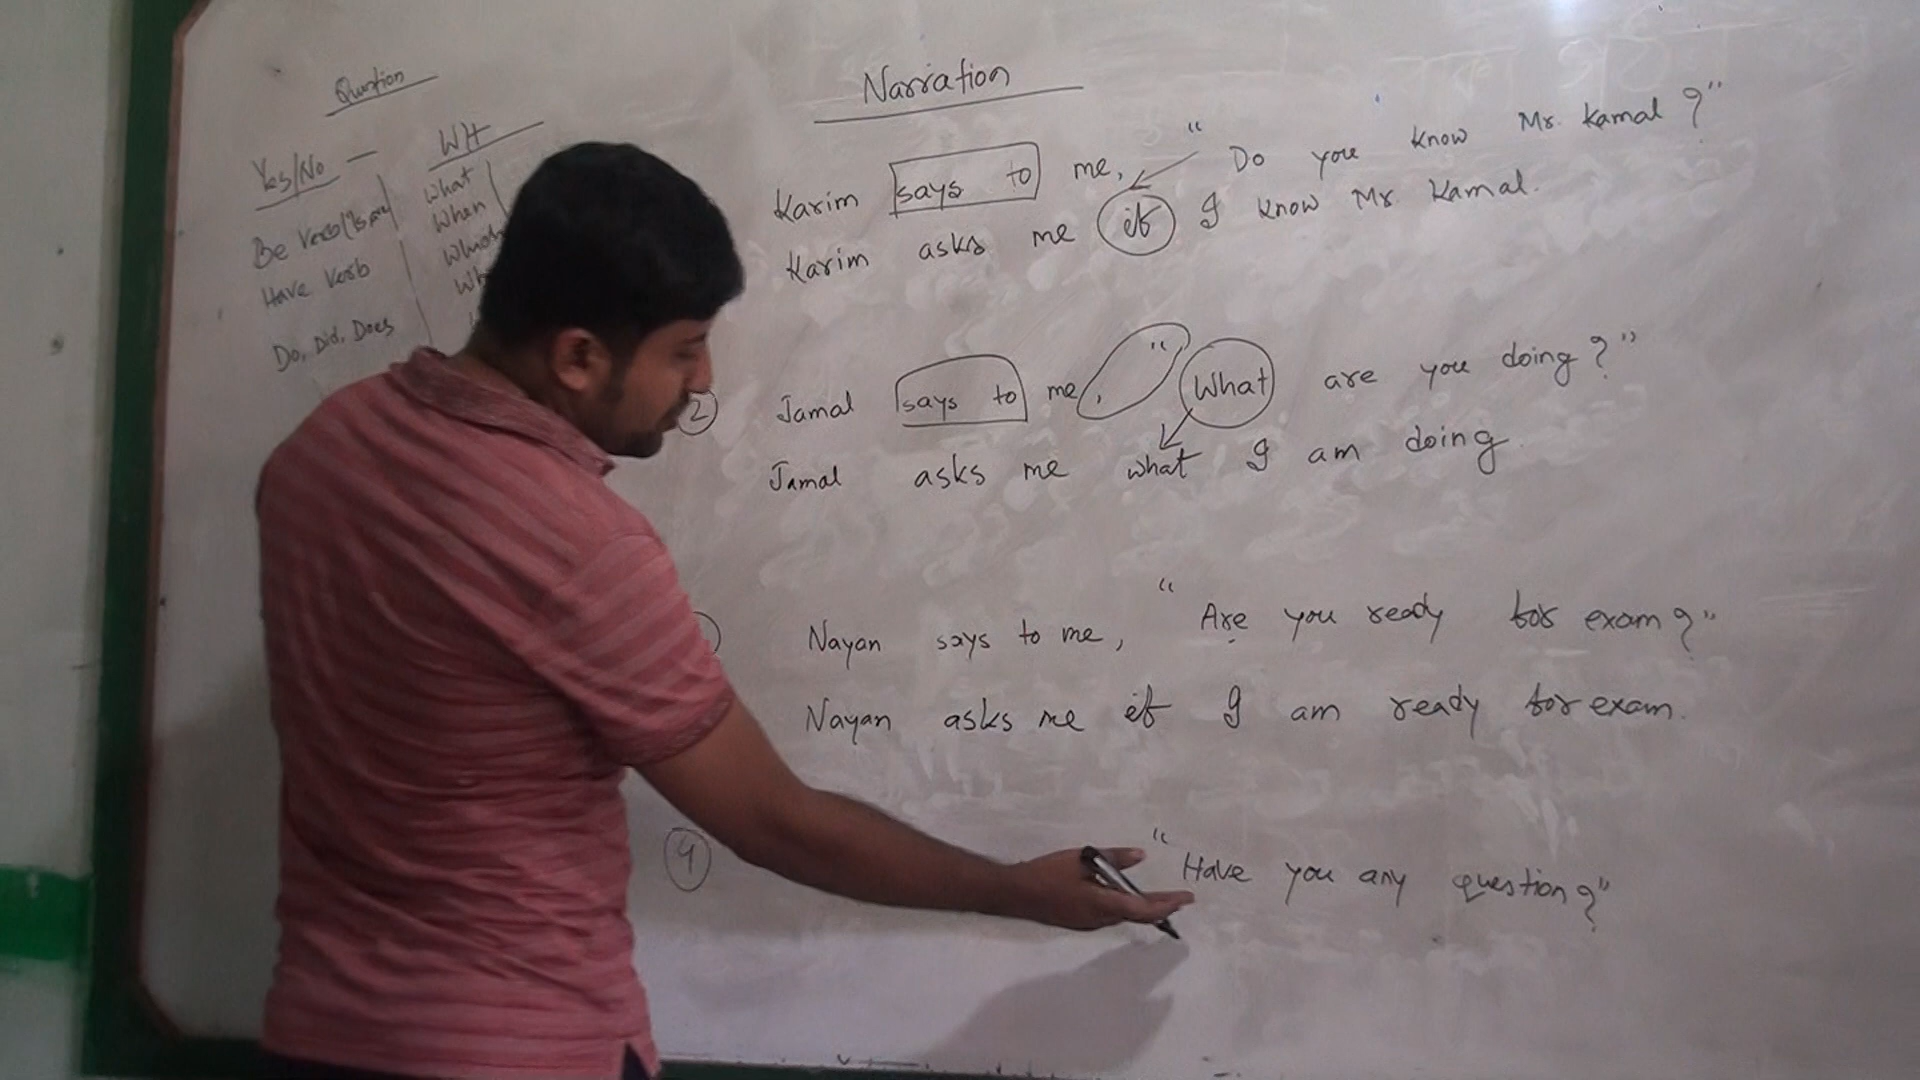 Question
Yes/No —
Be Verb (Is are
Have Verb
Do, Did, Does
WH
What
When
Narration
Karim says to me, " Do you know Mr. Kamal ?"
Karim asks me if I know Mr Kamal.
2 Jamal says to me, " What are you doing ? "
Jamal asks me what I am doing.
Nayan says to me, " Are you ready for exam ? "
Nayan asks me if I am ready for exam.
4 " Have you any question ? "